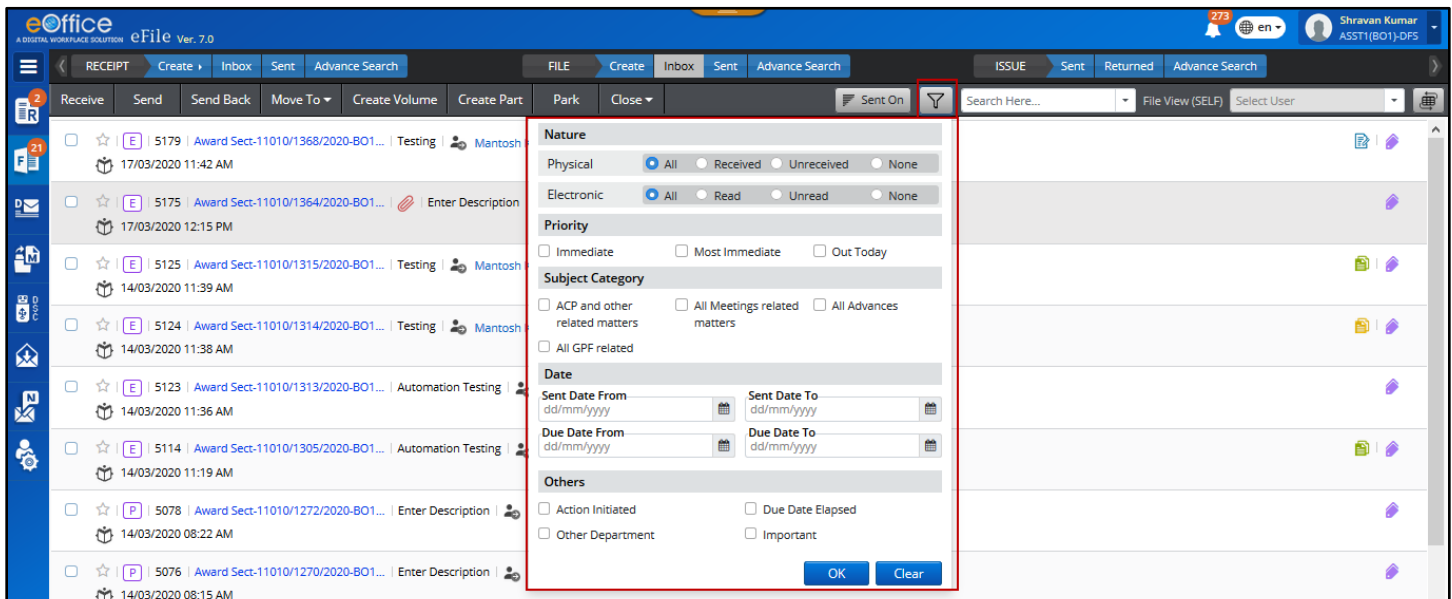 eOffice
A DIGITAL WORKPLACE SOLUTION eFile Ver. 7.0
273 en Shravan Kumar
ASST1(BO1)-DFS
RECEIPT Create Inbox Sent Advance Search FILE Create Inbox Sent Advance Search ISSUE Sent Returned Advance Search
2 R
Receive Send Send Back Move To Create Volume Create Part Park Close Sent On Search Here... File View (SELF) Select User
21 F
E 5179 Award Sect-11010/1368/2020-BO1... Testing Mantosh
17/03/2020 11:42 AM
E 5175 Award Sect-11010/1364/2020-BO1... Enter Description
17/03/2020 12:15 PM
D
E 5125 Award Sect-11010/1315/2020-BO1... Testing Mantosh
14/03/2020 11:39 AM
M
E 5124 Award Sect-11010/1314/2020-BO1... Testing Mantosh
14/03/2020 11:38 AM
DSC
E 5123 Award Sect-11010/1313/2020-BO1... Automation Testing
14/03/2020 11:36 AM
N
E 5114 Award Sect-11010/1305/2020-BO1... Automation Testing
14/03/2020 11:19 AM
P 5078 Award Sect-11010/1272/2020-BO1... Enter Description
14/03/2020 08:22 AM
P 5076 Award Sect-11010/1270/2020-BO1... Enter Description
14/03/2020 08:15 AM
Nature
Physical All Received Unreceived None
Electronic All Read Unread None
Priority
Immediate Most Immediate Out Today
Subject Category
ACP and other related matters All Meetings related matters All Advances
All GPF related
Date
Sent Date From Sent Date To
dd/mm/yyyy dd/mm/yyyy
Due Date From Due Date To
dd/mm/yyyy dd/mm/yyyy
Others
Action Initiated Due Date Elapsed
Other Department Important
OK Clear